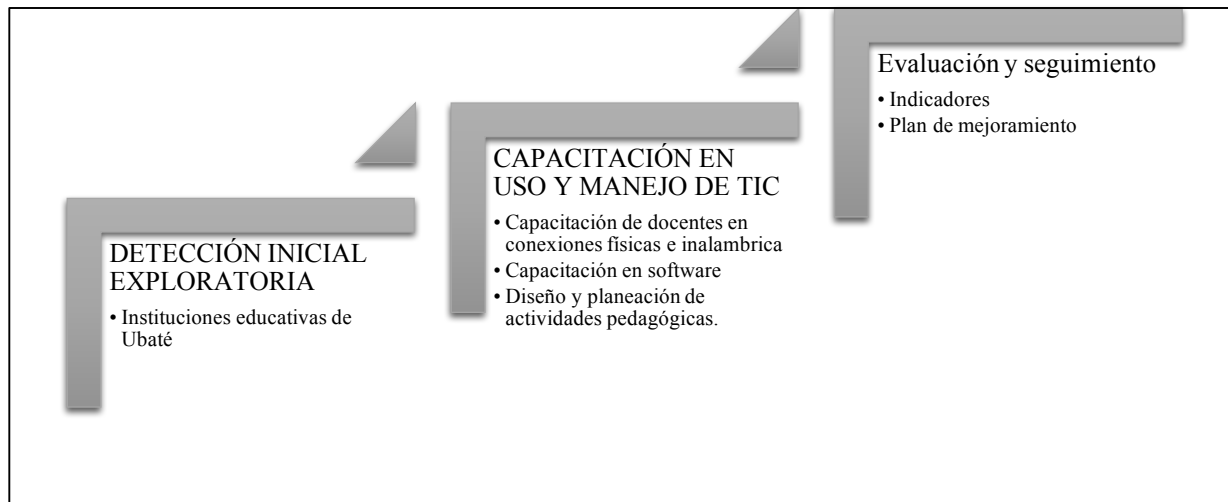 DETECCIÓN INICIAL
EXPLORATORIA
• Instituciones educativas de
Ubaté
CAPACITACIÓN EN
USO Y MANEJO DE TIC
• Capacitación de docentes en
conexiones físicas e inalambrica
• Capacitación en software
• Diseño y planeación de
actividades pedagógicas.
Evaluación y seguimiento
• Indicadores
• Plan de mejoramiento